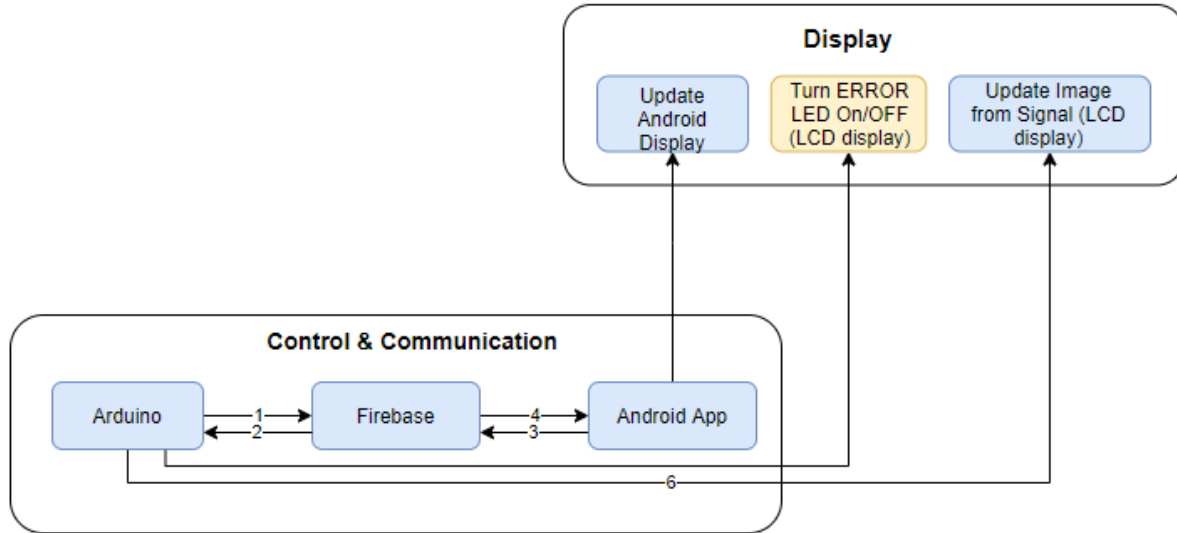 Display
Update
Android
Display
Turn ERROR
LED On/OFF
(LCD display)
Update Image
from Signal (LCD
display)
Control & Communication
Arduino
1
2
Firebase
4
3
Android App
6